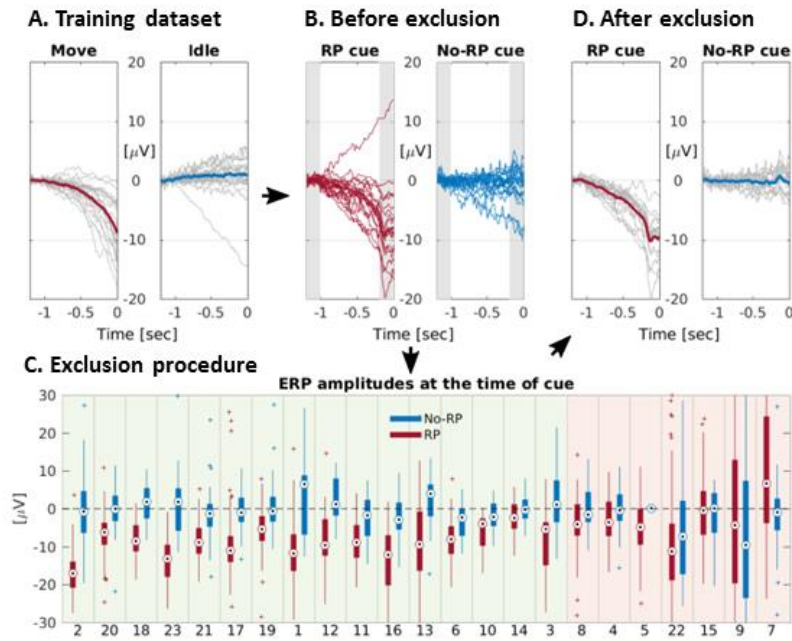 A. Training dataset
B. Before exclusion
D. After exclusion
Move Idle
RP cue No-RP cue
RP cue No-RP cue
20 20 20
10 10 10
[µV] [µV] [µV]
0 0 0
-10 -10 -10
-20 -20 -20
-1 -0.5 0 -1 -0.5 0
-1 -0.5 0 -1 -0.5 0
-1 -0.5 0 -1 -0.5 0
Time [sec] Time [sec] Time [sec]
C. Exclusion procedure
ERP amplitudes at the time of cue
No-RP
RP
30
20
10
[µV]
0
-10
-20
-30
2 20 18 23 21 17 19 1 12 11 16 13 6 10 14 3 8 4 5 22 15 9 7